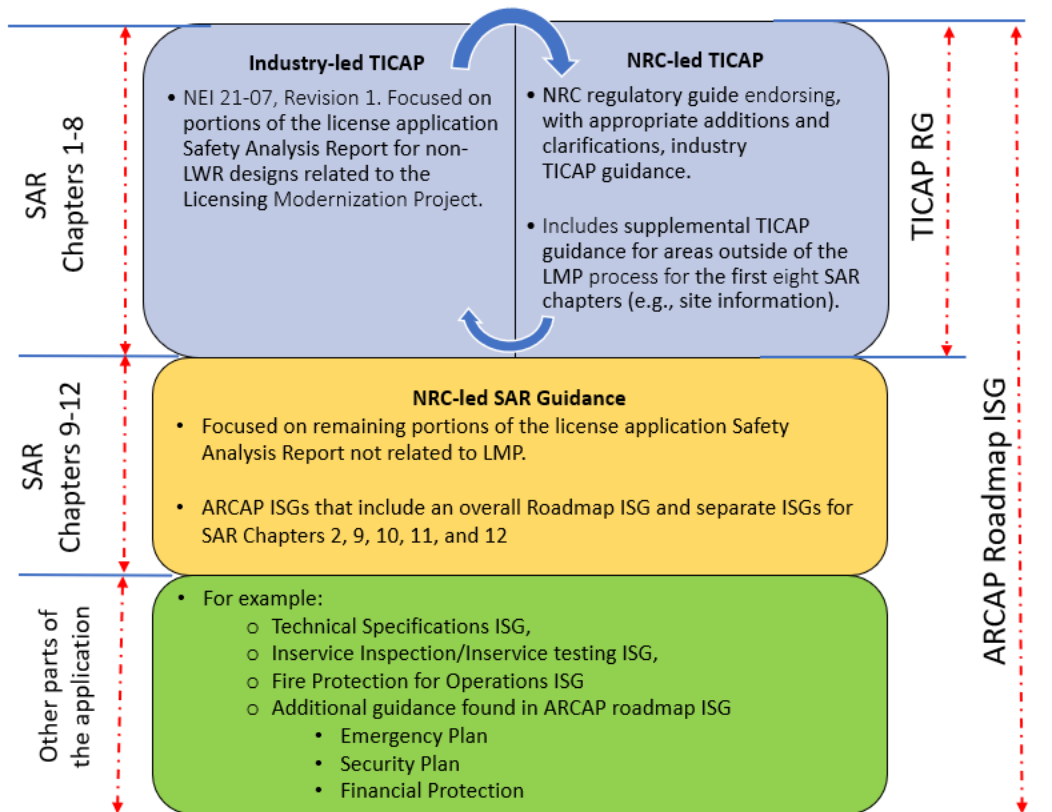 SAR
Chapters 1-8
Industry-led TICAP
• NEI 21-07, Revision 1. Focused on
portions of the license application
Safety Analysis Report for non-
LWR designs related to the
Licensing Modernization Project.
NRC-led TICAP
• NRC regulatory guide endorsing,
with appropriate additions and
clarifications, industry
TICAP guidance.
• Includes supplemental TICAP
guidance for areas outside of the
LMP process for the first eight SAR
chapters (e.g., site information).
TICAP RG
ARCAP Roadmap ISG
SAR
Chapters 9-12
NRC-led SAR Guidance
• Focused on remaining portions of the license application Safety
Analysis Report not related to LMP.
• ARCAP ISGs that include an overall Roadmap ISG and separate ISGs for
SAR Chapters 2, 9, 10, 11, and 12
Other parts of
the application
• For example:
o Technical Specifications ISG,
o Inservice Inspection/Inservice testing ISG,
o Fire Protection for Operations ISG
o Additional guidance found in ARCAP roadmap ISG
• Emergency Plan
• Security Plan
• Financial Protection